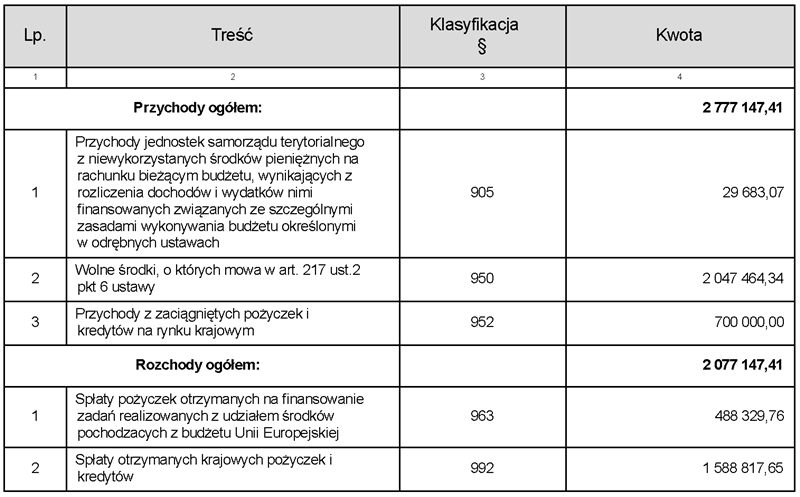 Lp. Treść Klasyfikacja § Kwota
1 2 3 4
Przychody ogółem: 2 777 147,41
Przychody jednostek samorządu terytorialnego
z niewykorzystanych środków pieniężnych na
rachunku bieżącym budżetu, wynikających z
1 rozliczenia dochodów i wydatków nimi 905 29 683,07
finansowanych związanych ze szczególnymi
zasadami wykonywania budżetu określonymi
w odrębnych ustawach
2 Wolne środki, o których mowa w art. 217 ust.2 950 2 047 464,34
pkt 6 ustawy
3 Przychody z zaciągniętych pożyczek i 952 700 000,00
kredytów na rynku krajowym
Rozchody ogółem: 2 077 147,41
Spłaty pożyczek otrzymanych na finansowanie
1 zadań realizowanych z udziałem środków 963 488 329,76
pochodzacych z budżetu Unii Europejskiej
2 Spłaty otrzymanych krajowych pożyczek i 992 1 588 817,65
kredytów